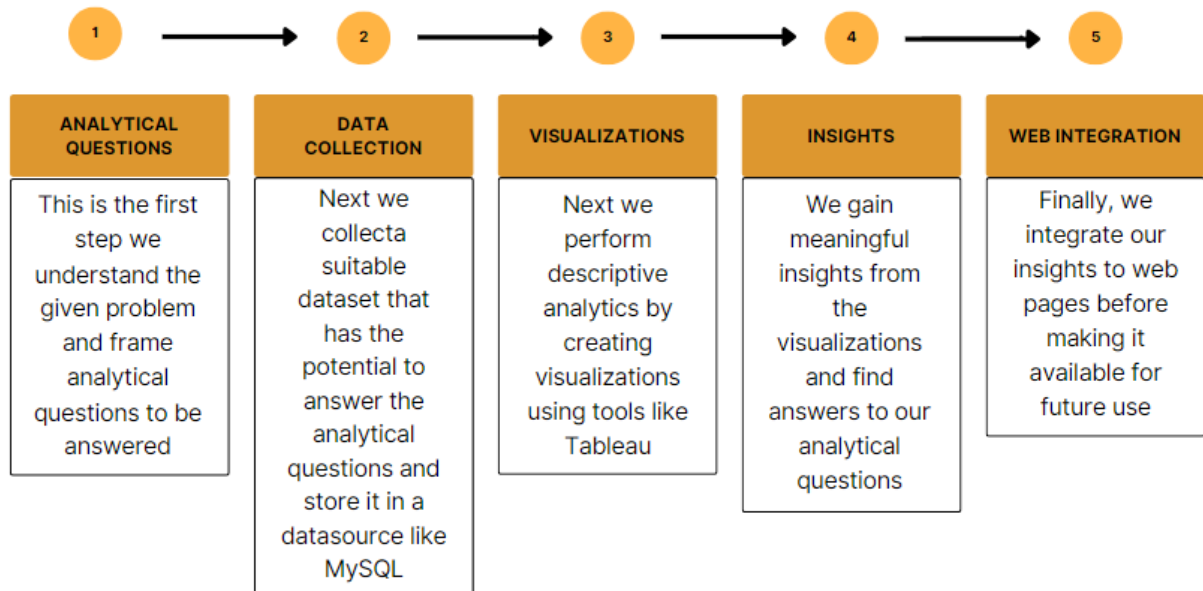 1
2
3
4
5
ANALYTICAL
QUESTIONS
This is the first
step we
understand the
given problem
and frame
analytical
questions to be
answered
DATA
COLLECTION
Next we
collecta
suitable
dataset that
has the
potential to
answer the
analytical
questions and
store it in a
datasource like
MySQL
VISUALIZATIONS
Next we
perform
descriptive
analytics by
creating
visualizations
using tools like
Tableau
INSIGHTS
We gain
meaningful
insights from
the
visualizations
and find
answers to our
analytical
questions
WEB INTEGRATION
Finally, we
integrate our
insights to web
pages before
making it
available for
future use